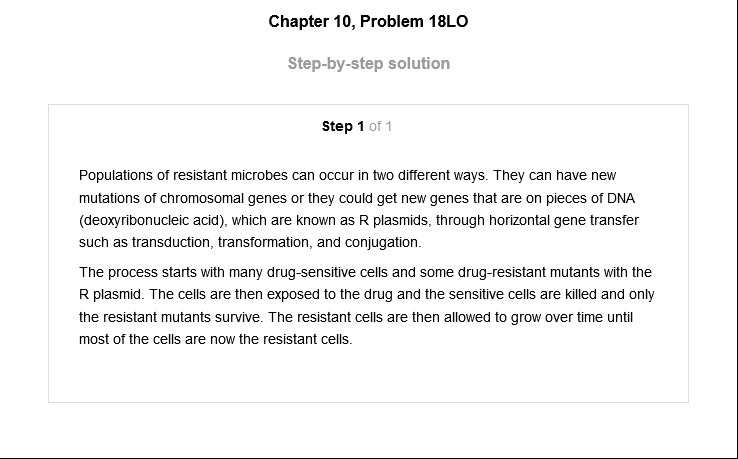 Chapter 10, Problem 18LO
Step-by-step solution
Step 1 of 1
Populations of resistant microbes can occur in two different ways. They can have new
mutations of chromosomal genes or they could get new genes that are on pieces of DNA
(deoxyribonucleic acid), which are known as R plasmids, through horizontal gene transfer
such as transduction, transformation, and conjugation.
The process starts with many drug-sensitive cells and some drug-resistant mutants with the
R plasmid. The cells are then exposed to the drug and the sensitive cells are killed and only
the resistant mutants survive. The resistant cells are then allowed to grow over time until
most of the cells are now the resistant cells.